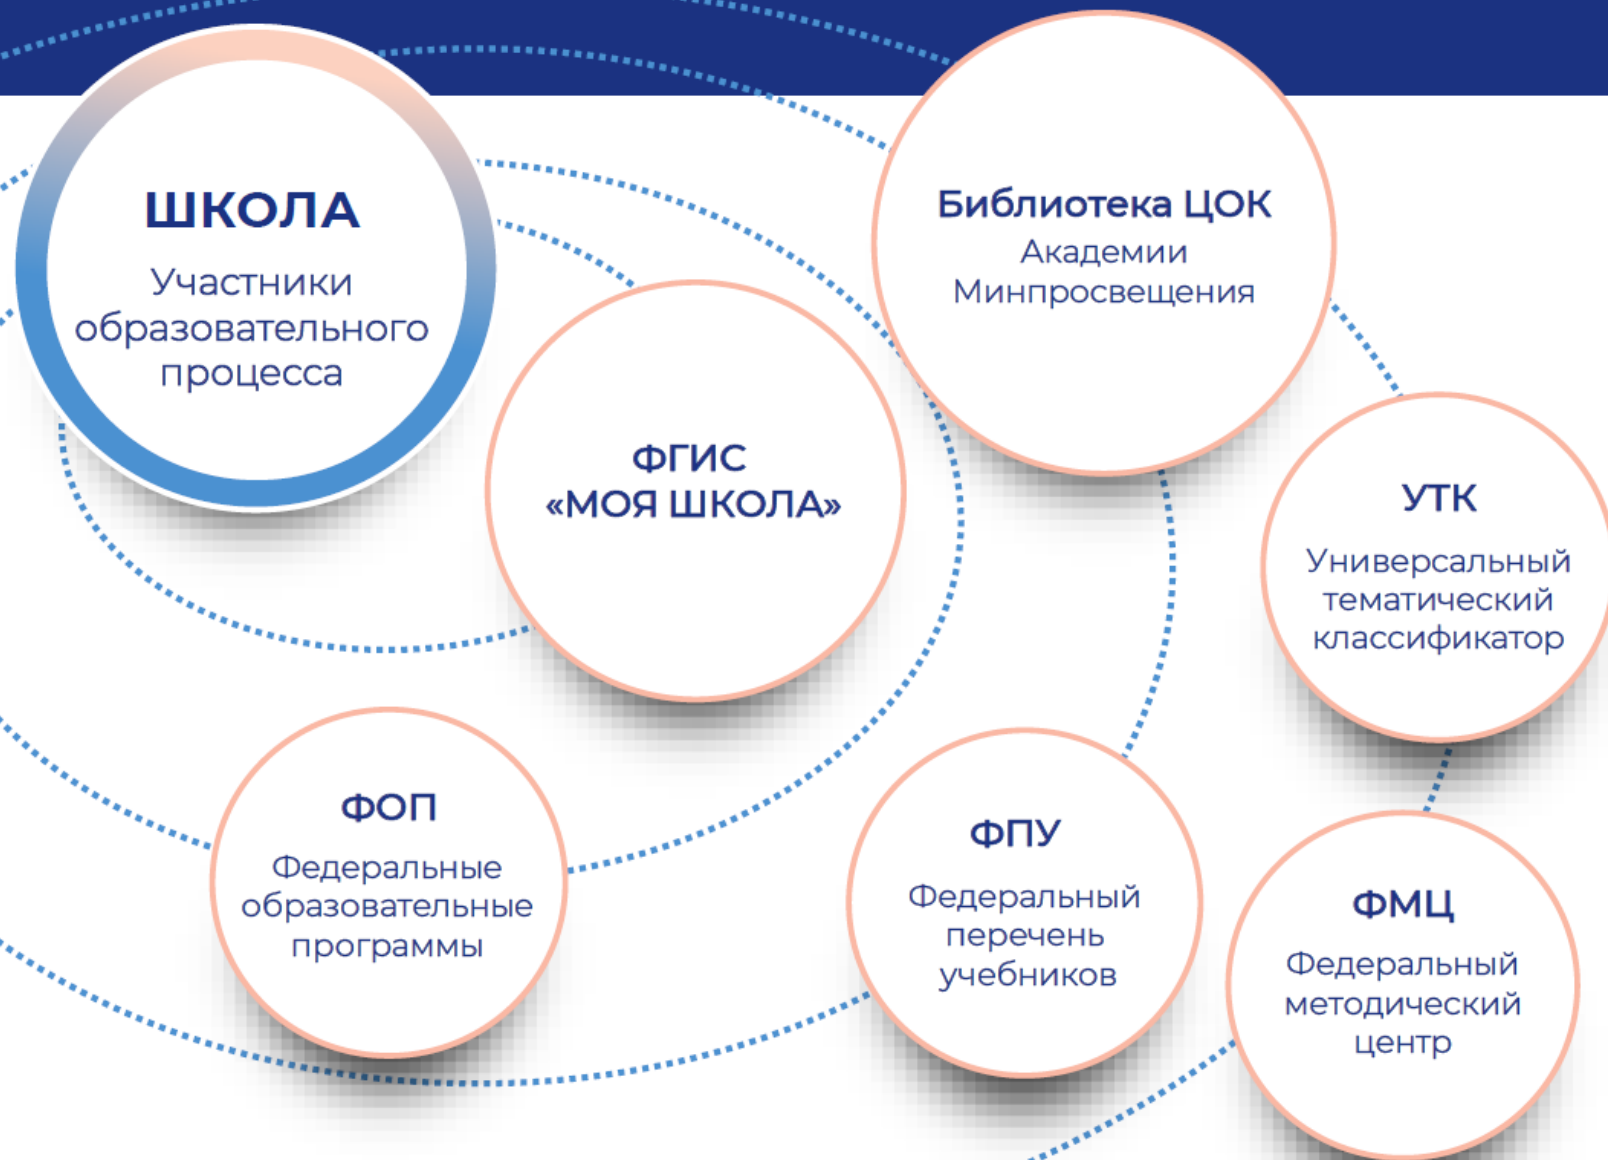 ШКОЛА
Участники
образовательного
процесса
Библиотека ЦОК
Академии
Минпросвещения
ФГИС
«МОЯ ШКОЛА»
УТК
Универсальный
тематический
классификатор
ФОП
Федеральные
образовательные
программы
ФПУ
Федеральный
перечень
учебников
ФМЦ
Федеральный
методический
центр